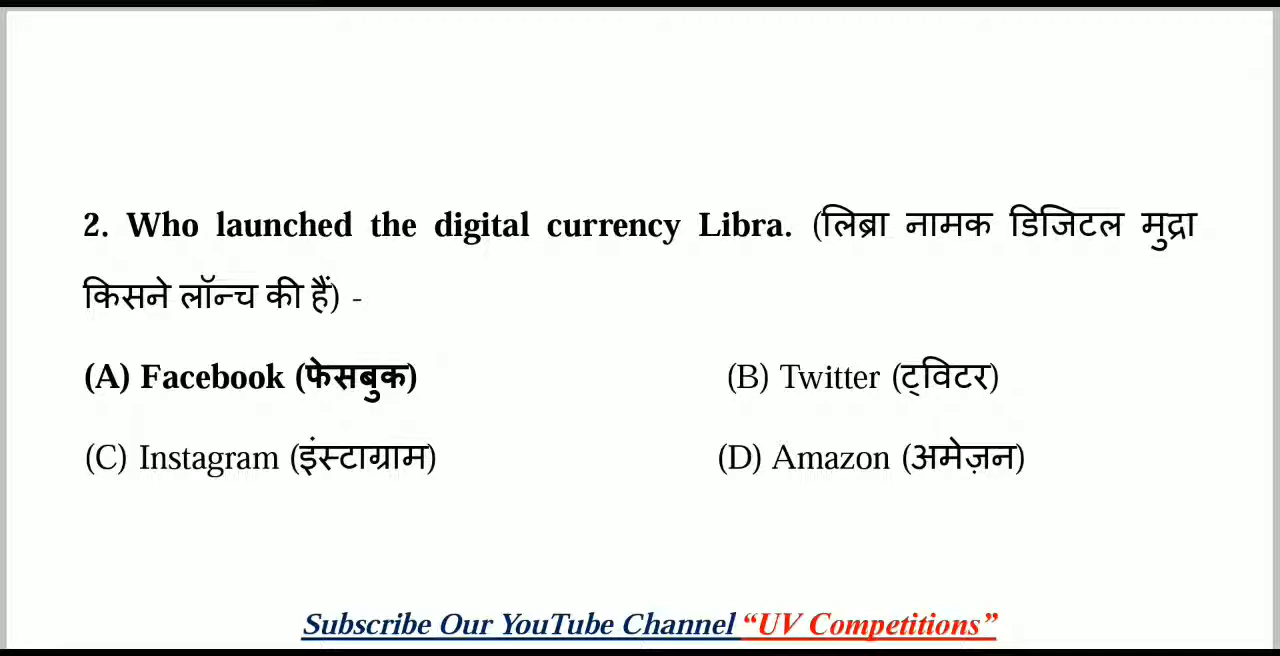 2. Who launched the digital currency Libra. (लिब्रा नामक डिजिटल मुद्रा
किसने लॉन्च की हैं) -
(A) Facebook (फेसबुक) (B) Twitter (ट्विटर)
(C) Instagram (इंस्टाग्राम) (D) Amazon (अमेज़न)
Subscribe Our YouTube Channel “UV Competitions”